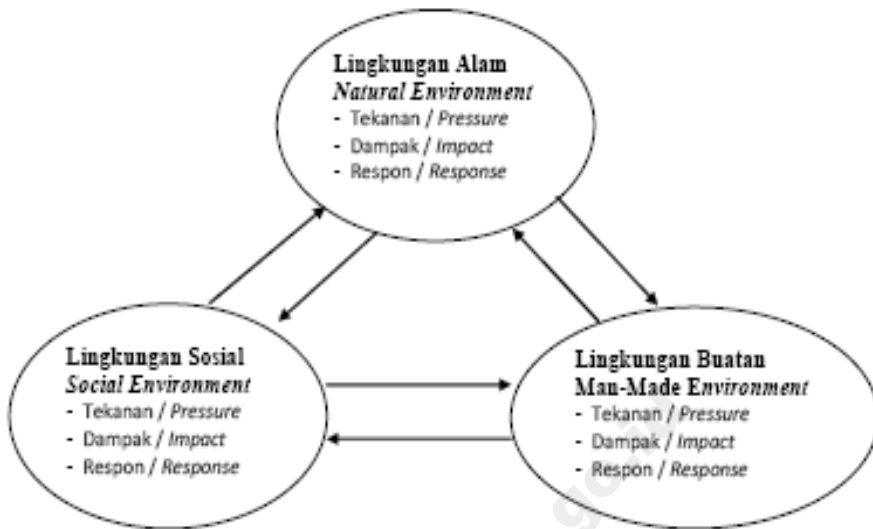 Lingkungan Alam
Natural Environment
- Tekanan / Pressure
- Dampak / Impact
- Respon / Response
Lingkungan Sosial
Social Environment
- Tekanan / Pressure
- Dampak / Impact
- Respon / Response
Lingkungan Buatan
Man-Made Environment
- Tekanan / Pressure
- Dampak / Impact
- Respon / Response